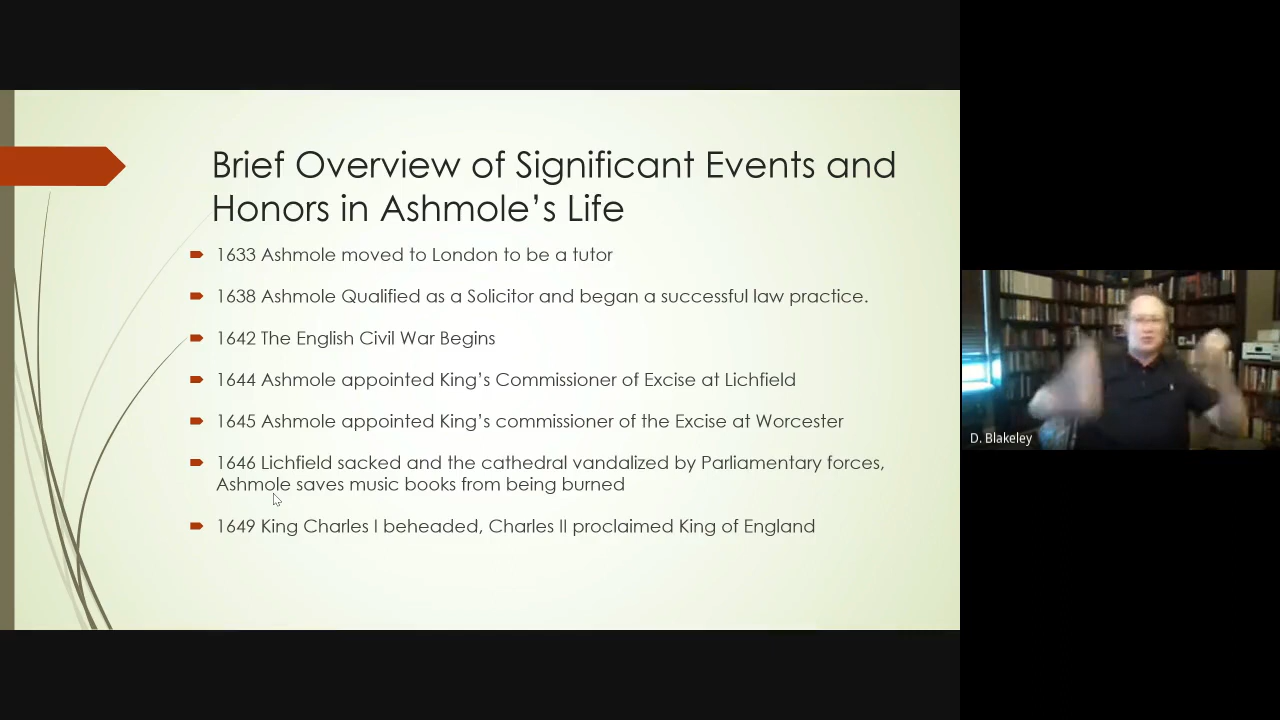 Brief Overview of Significant Events and
Honors in Ashmole's Life
1633 Ashmole moved to London to be a tutor
1638 Ashmole Qualified as a Solicitor and began a successful law practice.
1642 The English Civil War Begins
1644 Ashmole appointed King's Commissioner of Excise at Lichfield
1645 Ashmole appointed King's commissioner of the Excise at Worcester
1646 Lichfield sacked and the cathedral vandalized by Parliamentary forces,
Ashmole saves music books from being burned
1649 King Charles I beheaded, Charles II proclaimed King of England
D. Blakeley